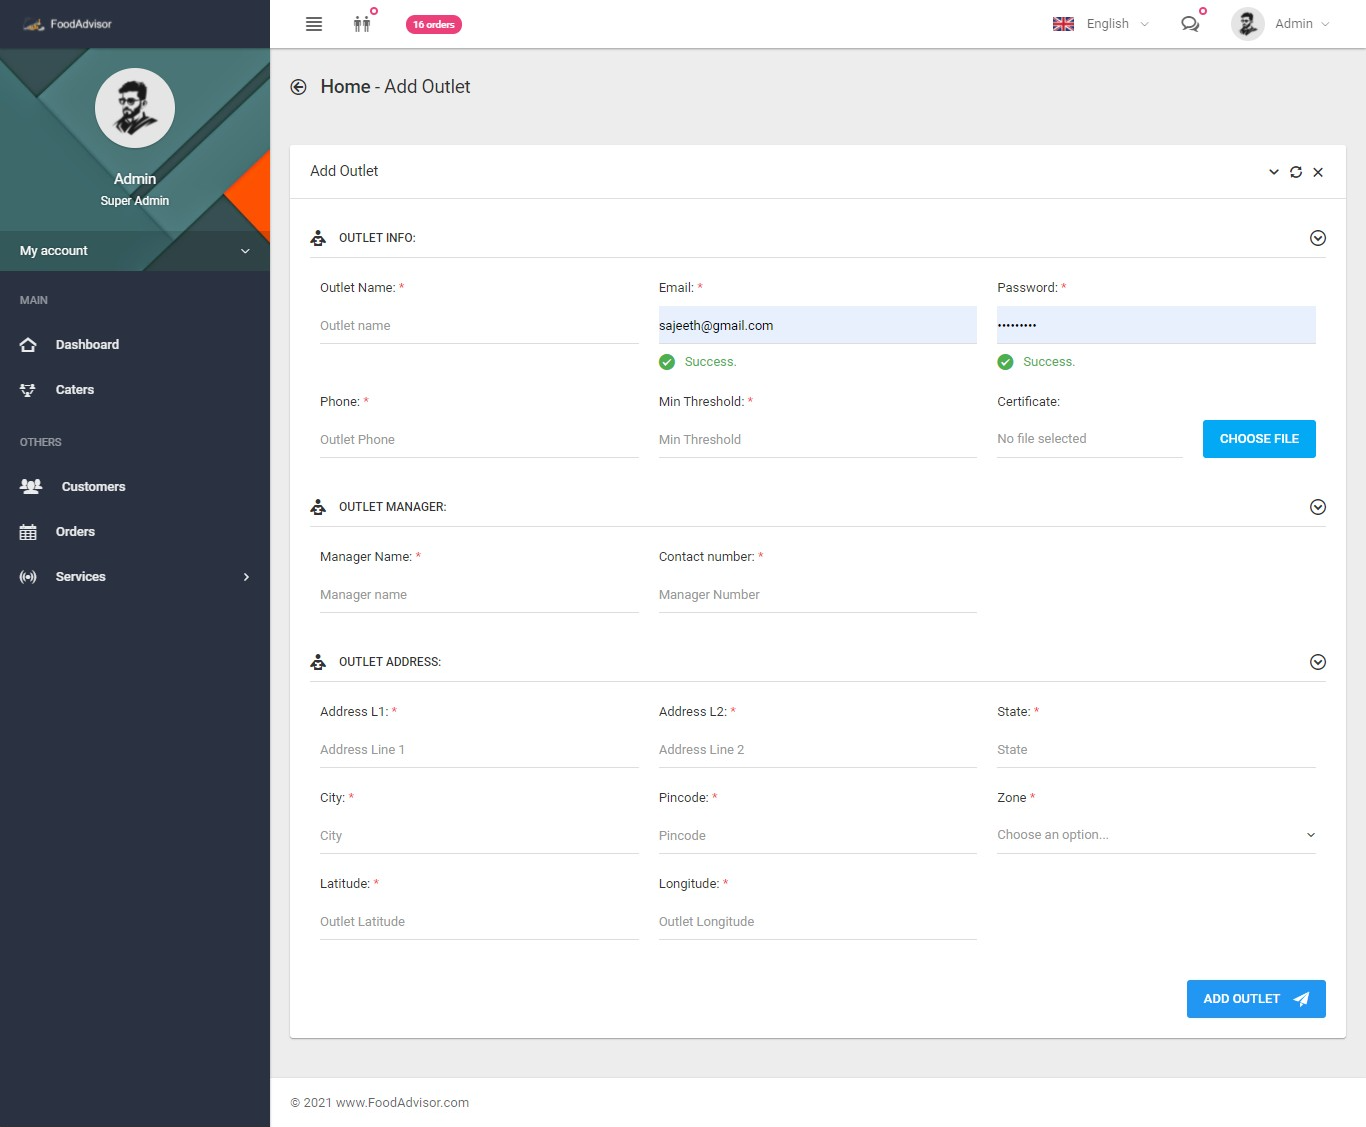 FoodAdvisor
16 orders
English
Admin
Home - Add Outlet
Admin
Super Admin
My account
MAIN
Dashboard
Caters
OTHERS
Customers
Orders
Services
Add Outlet
OUTLET INFO:
Outlet Name: *
Email: *
Password: *
Outlet name
sajeeth@gmail.com
•••••••••
Success.
Success.
Phone: *
Min Threshold: *
Certificate:
Outlet Phone
Min Threshold
No file selected
CHOOSE FILE
OUTLET MANAGER:
Manager Name: *
Contact number: *
Manager name
Manager Number
OUTLET ADDRESS:
Address L1: *
Address L2: *
State: *
Address Line 1
Address Line 2
State
City: *
Pincode: *
Zone *
City
Pincode
Choose an option...
Latitude: *
Longitude: *
Outlet Latitude
Outlet Longitude
ADD OUTLET
© 2021 www.FoodAdvisor.com